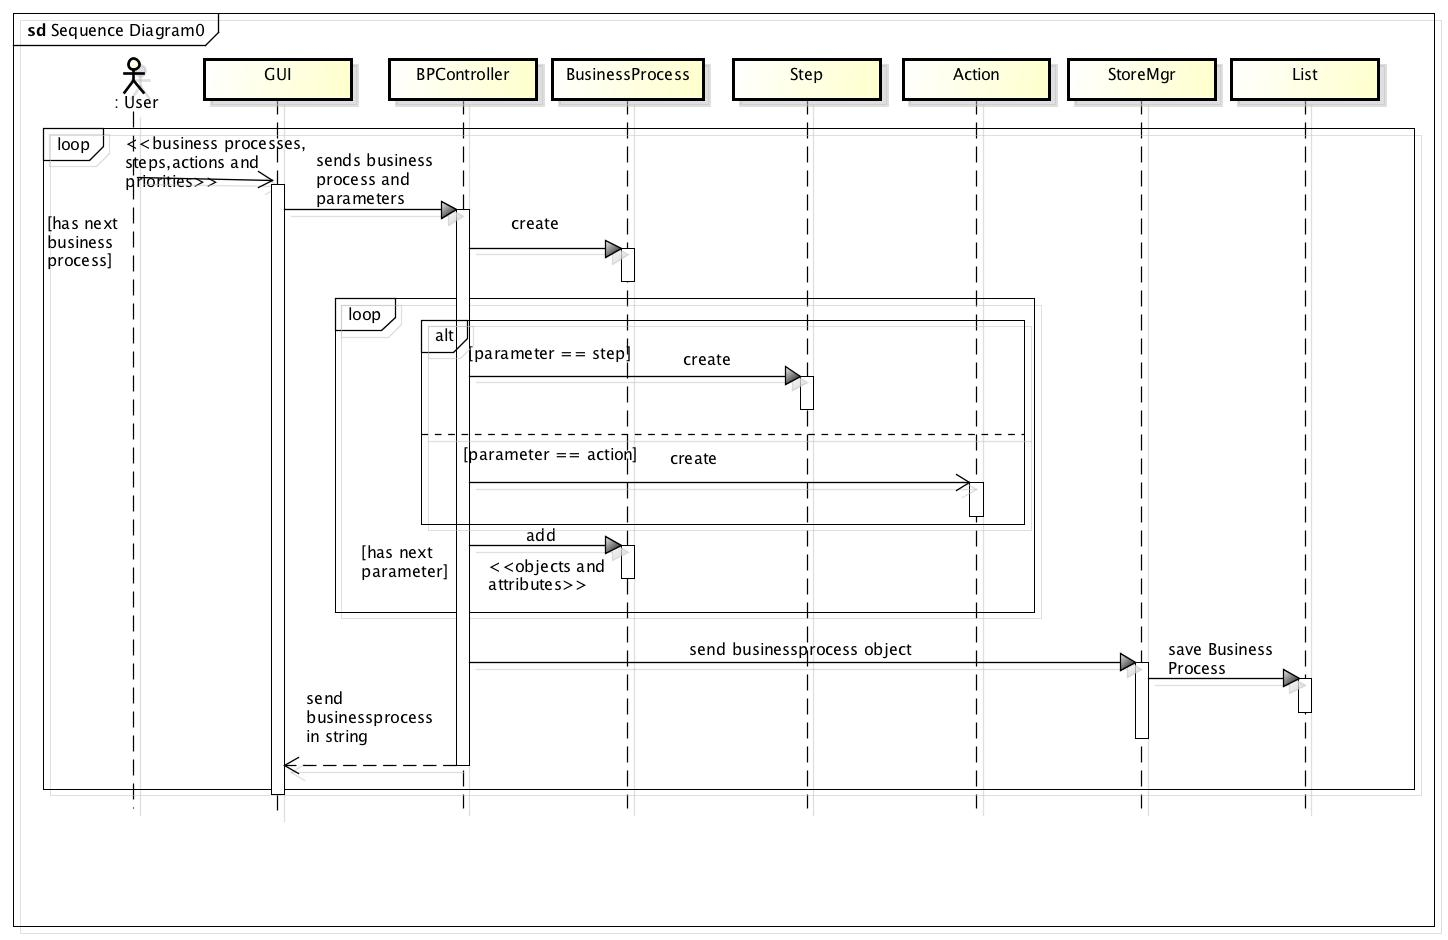 sd Sequence Diagram0
GUI
BPController
BusinessProcess
Step
Action
StoreMgr
List
: User
loop
<<business processes,
steps,actions and
priorities>>
sends business
process and
parameters
[has next
business
process]
create
loop
alt
[parameter == step]
create
[parameter == action]
create
add
[has next
parameter]
<<objects and
attributes>>
send businessprocess object
save Business
Process
send
businessprocess
in string